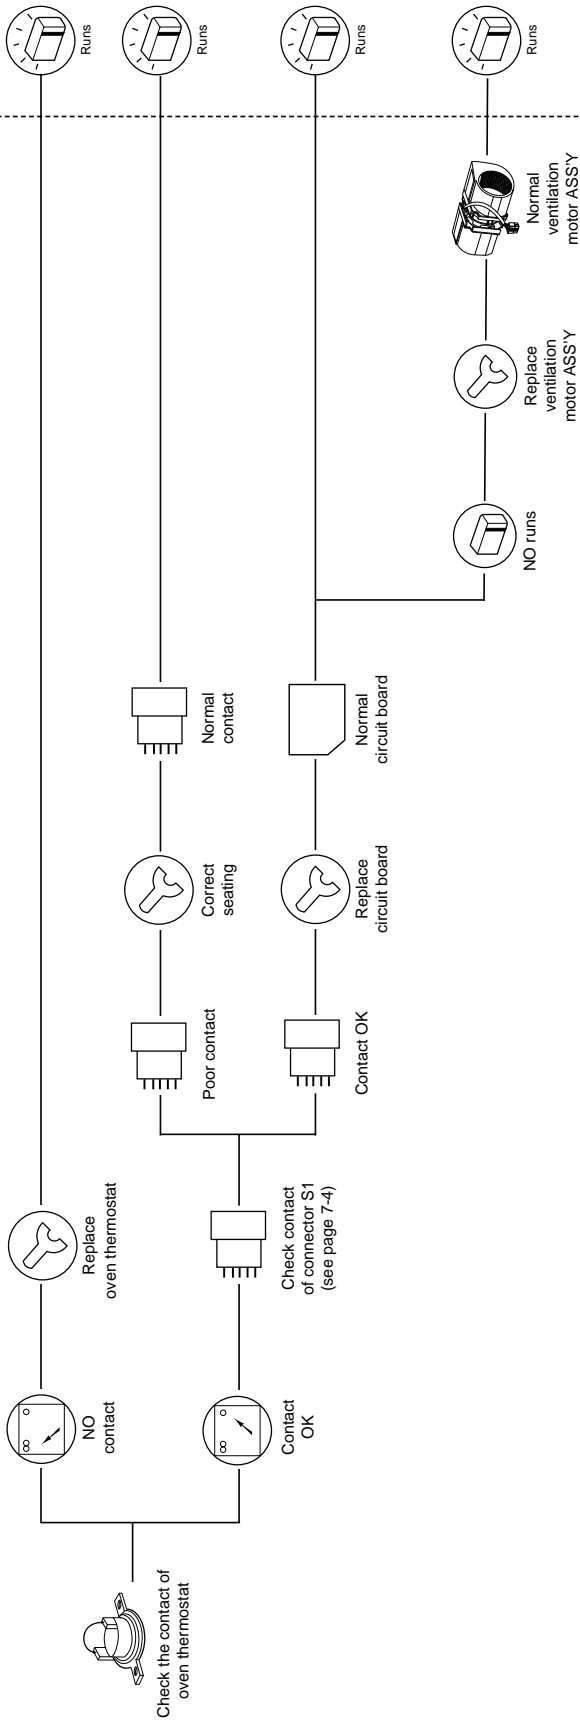 Check the contact of
oven thermostat
NO
contact
Replace
oven thermostat
Runs
Contact
OK
Check contact
of connector S1
(see page 7-4)
Poor contact
Correct
seating
Normal
contact
Runs
Contact OK
Replace
circuit board
Normal
circuit board
Runs
NO runs
Replace
ventilation
motor ASS'Y
Normal
ventilation
motor ASS'Y
Runs